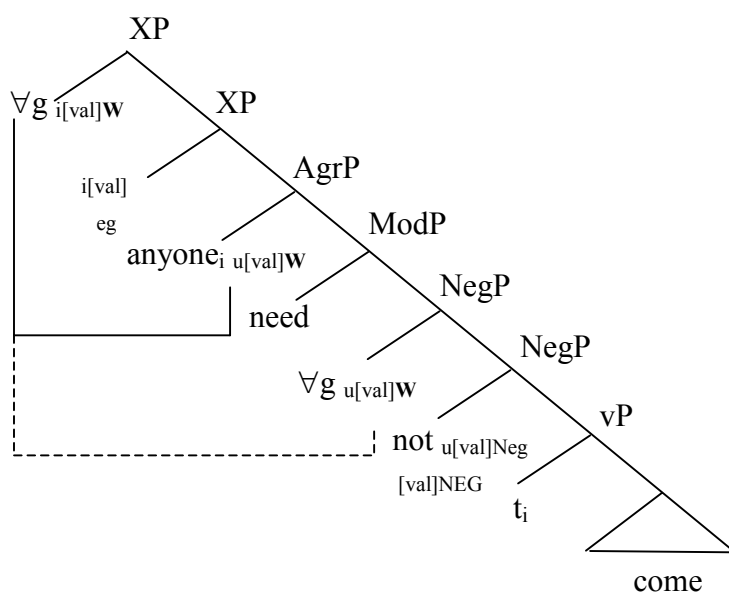 XP
∀g i[val]W
XP
i[val]
eg
AgrP
anyonei u[val]W
ModP
need
NegP
∀g u[val]W
NegP
not u[val]Neg
[val]NEG
vP
ti
come